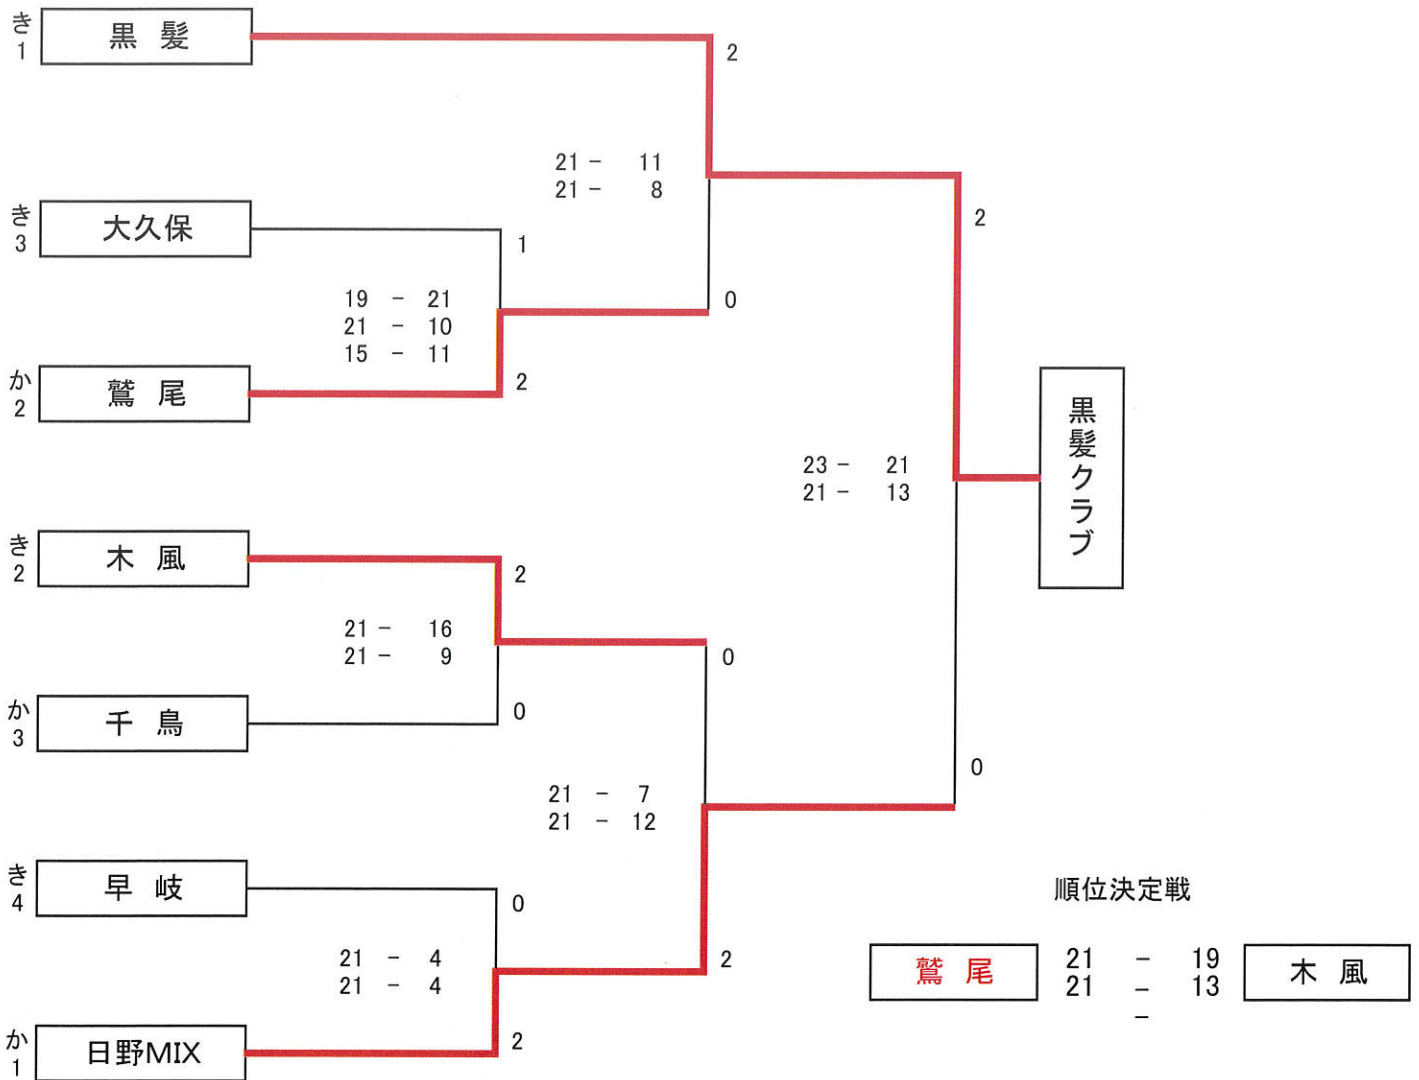 き
1
黒 髪
2
21 - 11
21 - 8
き
3
大久保
1
2
0
19 - 21
21 - 10
15 - 11
か
2
鷲 尾
2
黒髪クラブ
23 - 21
21 - 13
き
2
木 風
2
21 - 16
21 - 9
0
か
3
千 鳥
0
0
21 - 7
21 - 12
き
4
早 岐
0
順位決定戦
21 - 4
21 - 4
2
鷲 尾
21 - 19
21 - 13
-
木 風
か
1
日野MIX
2